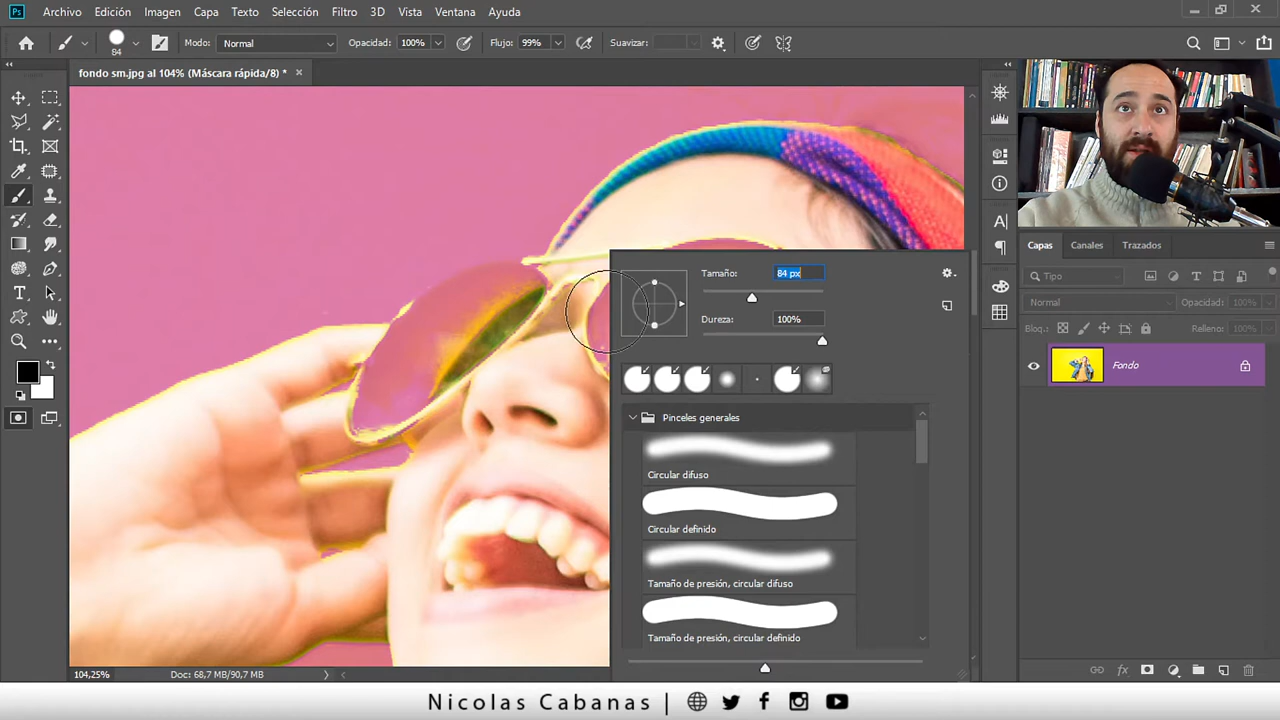 Ps
Archivo Edición Imagen Capa Texto Selección Filtro 3D Vista Ventana Ayuda
84
Modo: Normal Opacidad: 100% Flujo: 99% Suavizar:
fondo sm.jpg al 104% (Máscara rápida/8) *
Tamaño: 84 px
Dureza: 100%
Pinceles generales
Circular difuso
Circular definido
Tamaño de presión, circular difuso
Tamaño de presión, circular definido
Capas Canales Trazados
Tipo
Normal Opacidad: 100%
Bloq.: Relleno: 100%
Fondo
104,25% Doc: 68,7 MB/90,7 MB
Nicolas Cabanas |